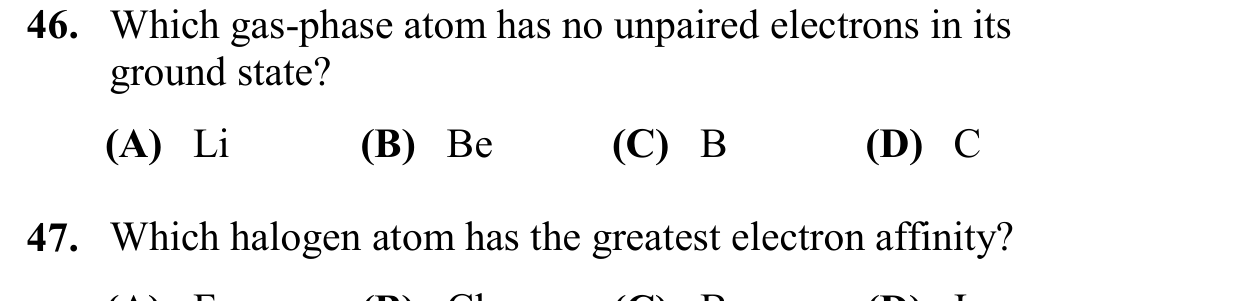 46. Which gas-phase atom has no unpaired electrons in its
ground state?
(A) Li (B) Be (C) B (D) C
47. Which halogen atom has the greatest electron affinity?